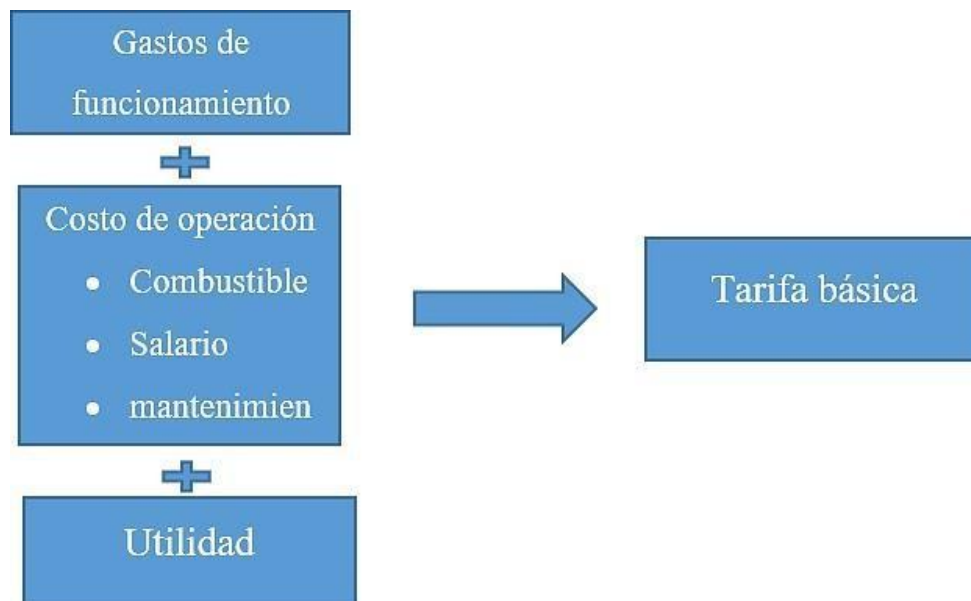 Gastos de
funcionamiento
Costo de operación
• Combustible
• Salario
• mantenimien
Utilidad
Tarifa básica